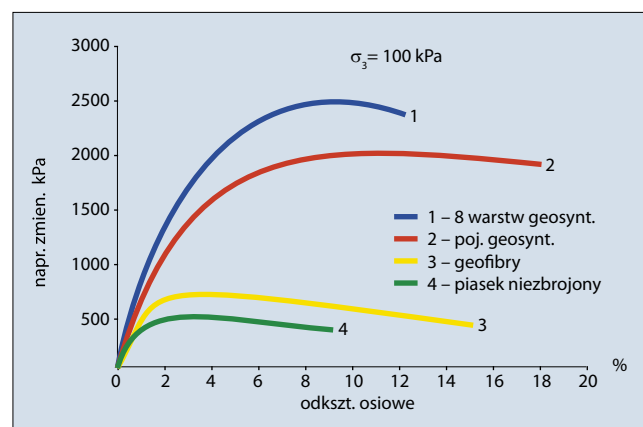 σ₃= 100 kPa
napr. zmien. kPa
3000
2500
2000
1500
1000
500
1
2
3
4
1 – 8 warstw geosynt.
2 – poj. geosynt.
3 – geofibry
4 – piasek niezbrojony
0 2 4 6 8 10 12 14 16 18 20 %
odkszt. osiowe